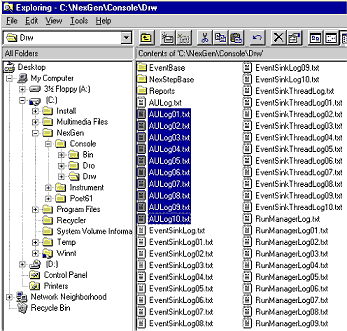 Exploring - C:\NexGen\Console\Drw
File Edit View Tools Help
Drw
All Folders
Contents of 'C:\NexGen\Console\Drw'
Desktop
My Computer
3½ Floppy (A:)
(C:)
Install
Multimedia Files
NexGen
Console
Bin
Dro
Drw
Instrument
Poet61
Program Files
Recycler
System Volume Informa
Temp
Winnt
(D:)
Control Panel
Printers
Network Neighborhood
Recycle Bin
EventBase
NexStepBase
Reports
AULog.txt
AULog01.txt
AULog02.txt
AULog03.txt
AULog04.txt
AULog05.txt
AULog06.txt
AULog07.txt
AULog08.txt
AULog09.txt
AULog10.txt
EventSinkLog.txt
EventSinkLog01.txt
EventSinkLog02.txt
EventSinkLog03.txt
EventSinkLog04.txt
EventSinkLog05.txt
EventSinkLog06.txt
EventSinkLog07.txt
EventSinkLog08.txt
EventSinkLog09.txt
EventSinkLog10.txt
EventSinkThreadLog.txt
EventSinkThreadLog01.txt
EventSinkThreadLog02.txt
EventSinkThreadLog03.txt
EventSinkThreadLog04.txt
EventSinkThreadLog05.txt
EventSinkThreadLog06.txt
EventSinkThreadLog07.txt
EventSinkThreadLog08.txt
EventSinkThreadLog09.txt
EventSinkThreadLog10.txt
RunManagerLog.txt
RunManagerLog01.txt
RunManagerLog02.txt
RunManagerLog03.txt
RunManagerLog04.txt
RunManagerLog05.txt
RunManagerLog06.txt
RunManagerLog07.txt
RunManagerLog08.txt